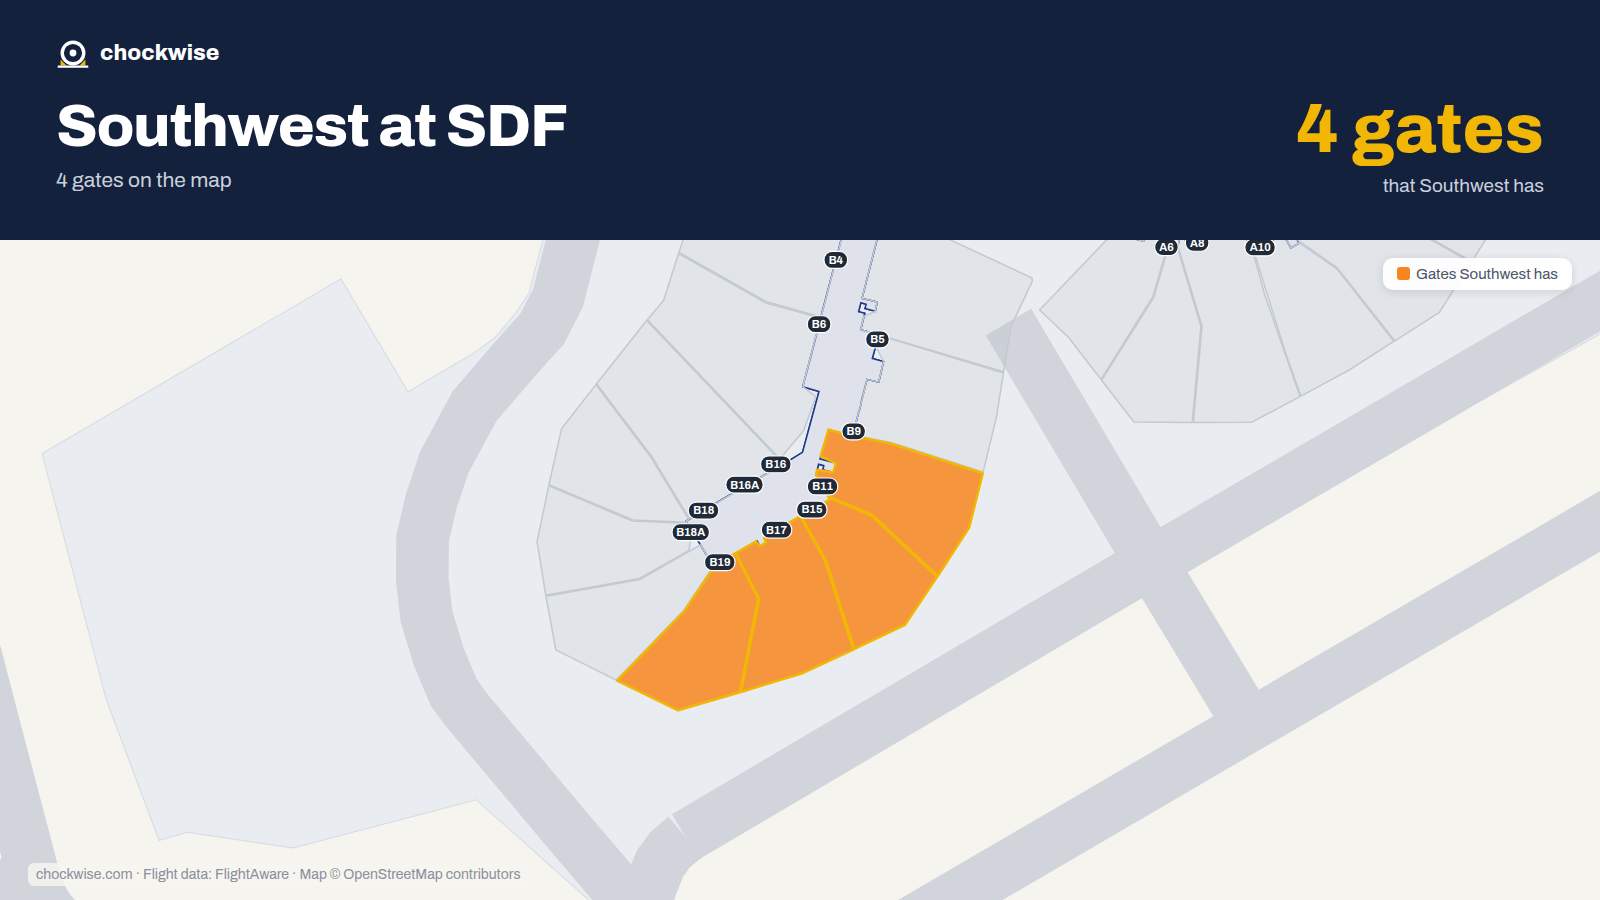 chockwise
Southwest at SDF
4 gates on the map
4 gates
that Southwest has
Gates Southwest has
A6
A8
A10
B4
B6
B5
B9
B16
B16A
B11
B18
B15
B18A
B17
B19
chockwise.com · Flight data: FlightAware · Map © OpenStreetMap contributors